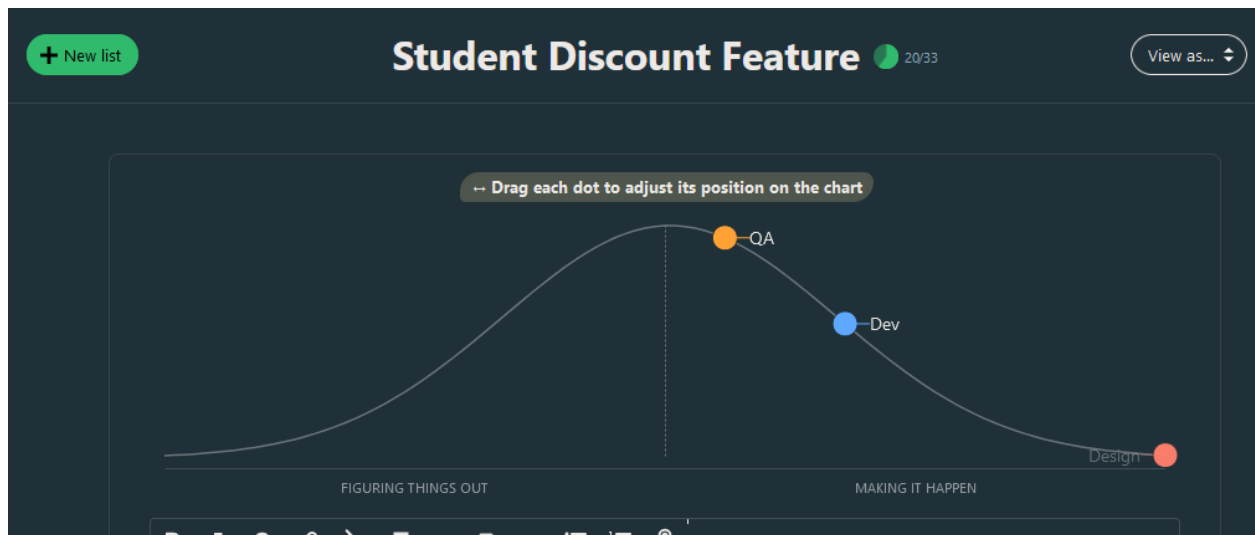 New list
Student Discount Feature
20/33
View as...
↔ Drag each dot to adjust its position on the chart
QA
Dev
Design
FIGURING THINGS OUT
MAKING IT HAPPEN